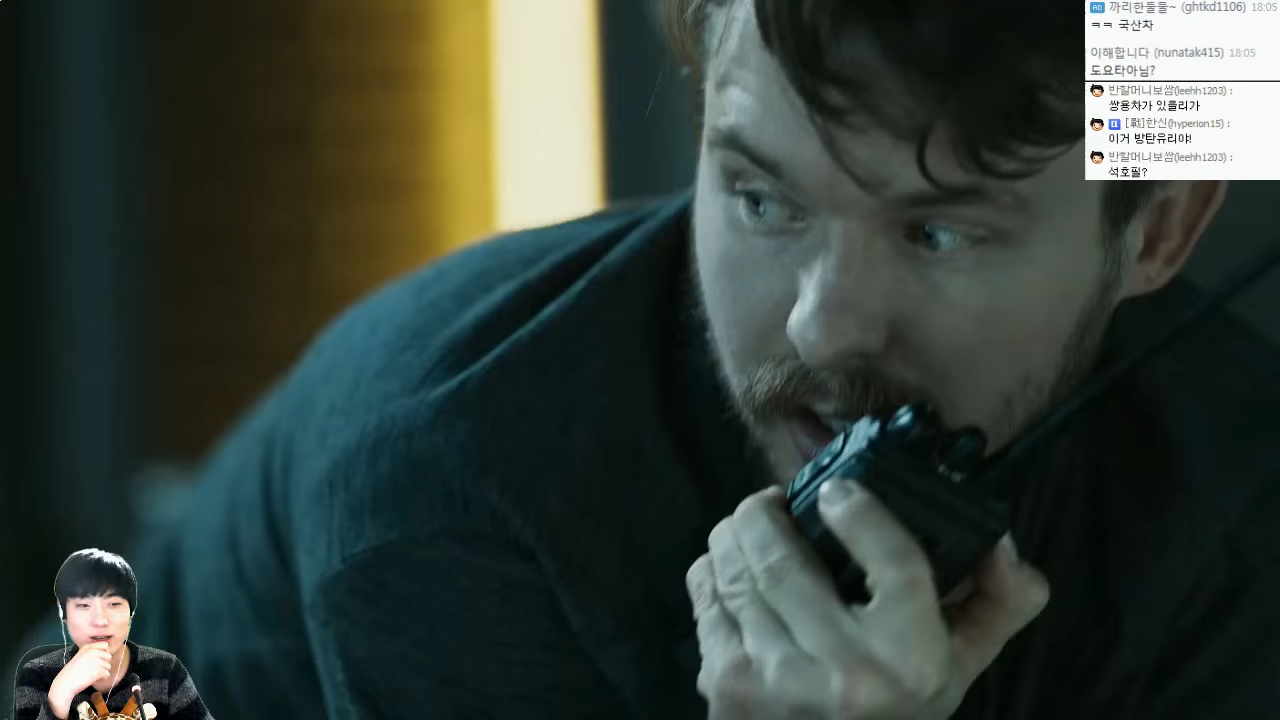 까리한돌돌~ (ghtkd1106) 18:05
ㅋㅋ 국산차
이해합니다 (nunatak415) 18:05
도요타아님?
반할머니보쌈(leehh1203) :
쌍용차가 있을리가
[戰]한신(hyperion15) :
이거 방탄유리야!
반할머니보쌈(leehh1203) :
석호필?